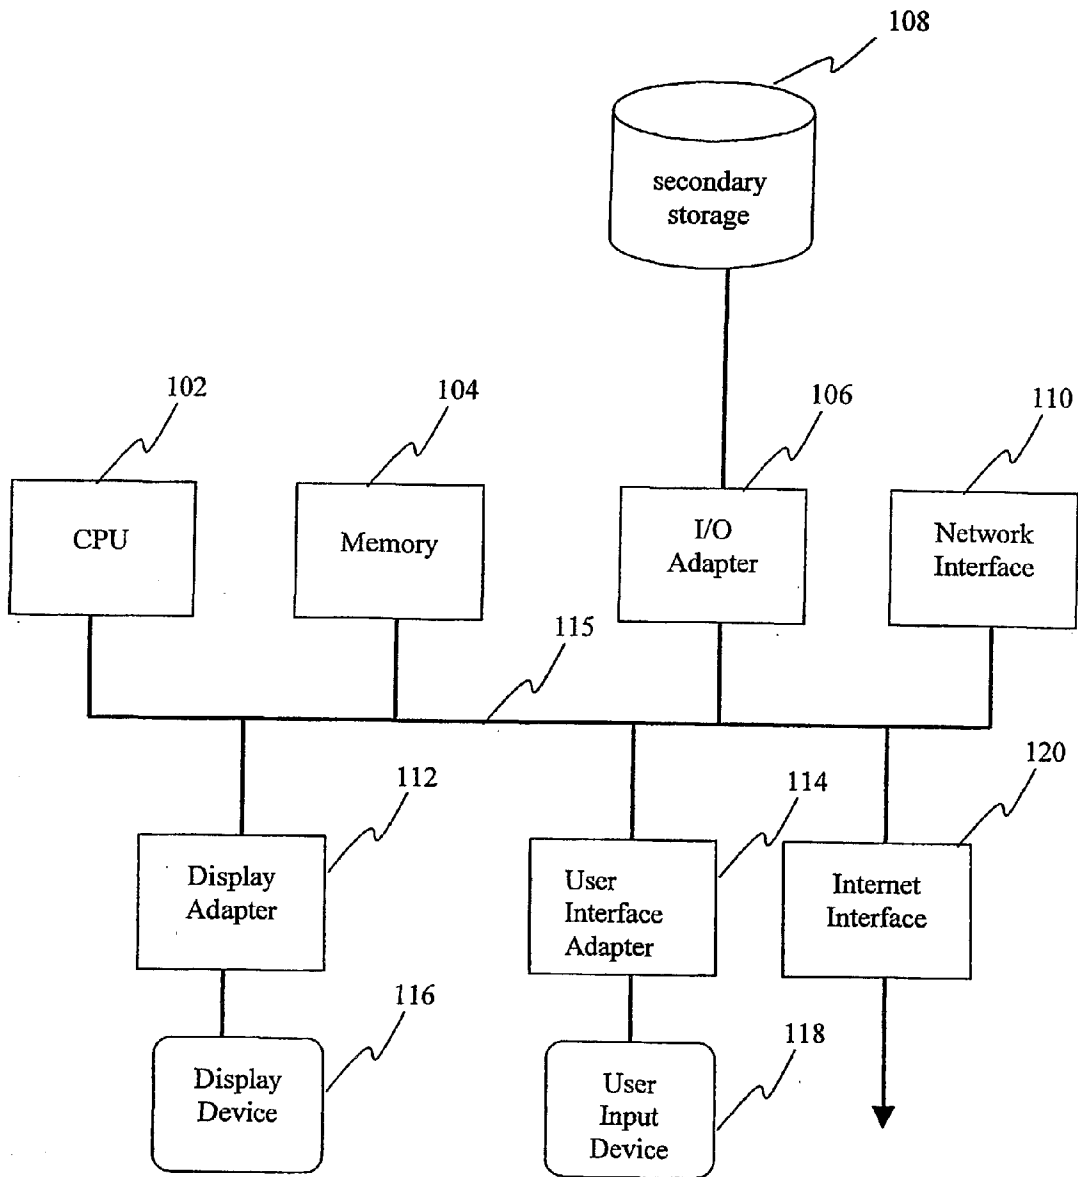 108
secondary
storage
102
104
106
110
CPU
Memory
I/O
Adapter
Network
Interface
115
112
114
120
Display
Adapter
User
Interface
Adapter
Internet
Interface
116
118
Display
Device
User
Input
Device